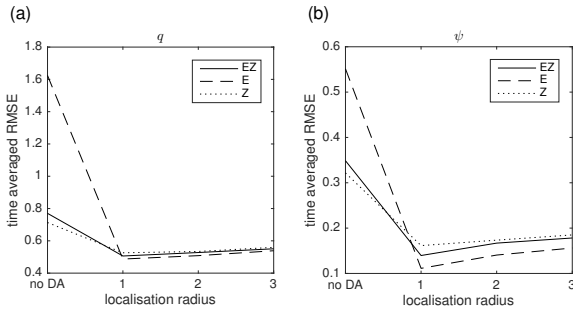 (a)
q
time averaged RMSE
1.8
1.6
1.4
1.2
1
0.8
0.6
0.4
EZ
E
Z
no DA 1 2 3
localisation radius
(b)
ψ
time averaged RMSE
0.6
0.5
0.4
0.3
0.2
0.1
EZ
E
Z
no DA 1 2 3
localisation radius